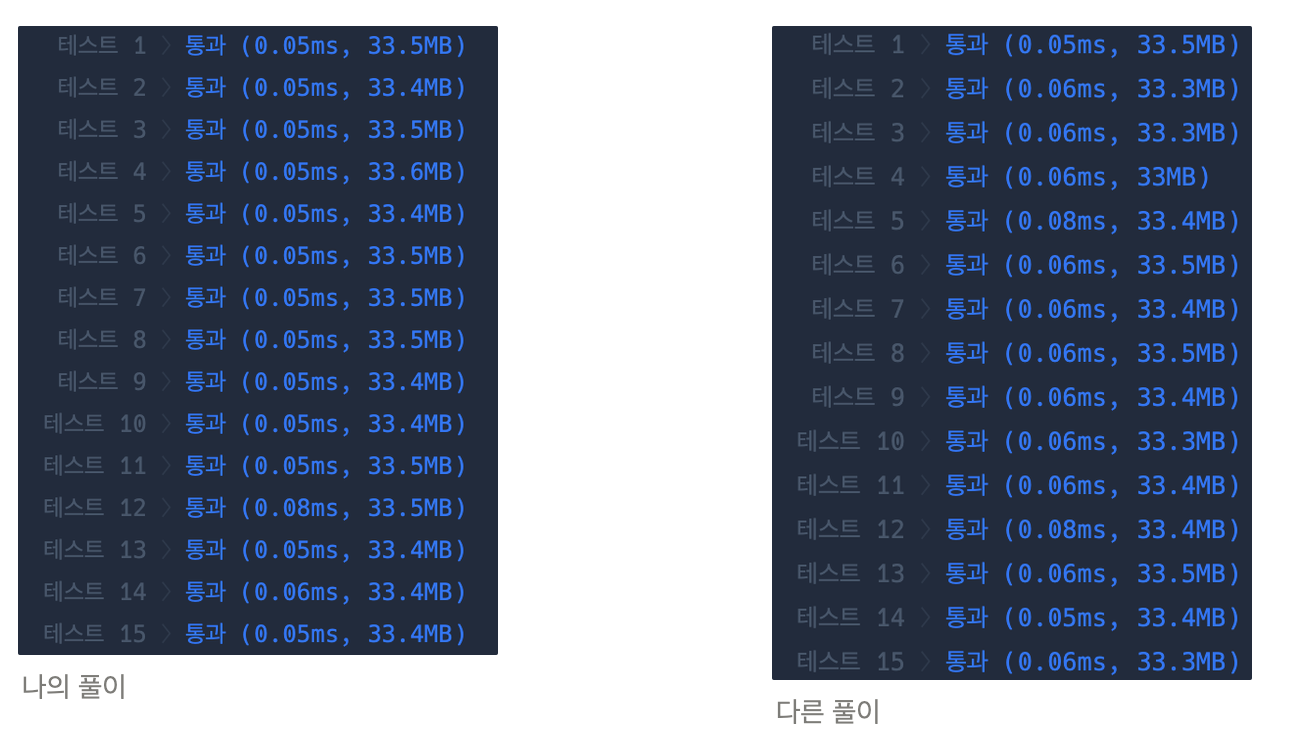 테스트 1 〉 통과 (0.05ms, 33.5MB)
테스트 2 〉 통과 (0.05ms, 33.4MB)
테스트 3 〉 통과 (0.05ms, 33.5MB)
테스트 4 〉 통과 (0.05ms, 33.6MB)
테스트 5 〉 통과 (0.05ms, 33.4MB)
테스트 6 〉 통과 (0.05ms, 33.5MB)
테스트 7 〉 통과 (0.05ms, 33.5MB)
테스트 8 〉 통과 (0.05ms, 33.5MB)
테스트 9 〉 통과 (0.05ms, 33.4MB)
테스트 10 〉 통과 (0.05ms, 33.4MB)
테스트 11 〉 통과 (0.05ms, 33.5MB)
테스트 12 〉 통과 (0.08ms, 33.5MB)
테스트 13 〉 통과 (0.05ms, 33.4MB)
테스트 14 〉 통과 (0.06ms, 33.4MB)
테스트 15 〉 통과 (0.05ms, 33.4MB)
나의 풀이
테스트 1 〉 통과 (0.05ms, 33.5MB)
테스트 2 〉 통과 (0.06ms, 33.3MB)
테스트 3 〉 통과 (0.06ms, 33.3MB)
테스트 4 〉 통과 (0.06ms, 33MB)
테스트 5 〉 통과 (0.08ms, 33.4MB)
테스트 6 〉 통과 (0.06ms, 33.5MB)
테스트 7 〉 통과 (0.06ms, 33.4MB)
테스트 8 〉 통과 (0.06ms, 33.5MB)
테스트 9 〉 통과 (0.06ms, 33.4MB)
테스트 10 〉 통과 (0.06ms, 33.3MB)
테스트 11 〉 통과 (0.06ms, 33.4MB)
테스트 12 〉 통과 (0.08ms, 33.4MB)
테스트 13 〉 통과 (0.06ms, 33.5MB)
테스트 14 〉 통과 (0.05ms, 33.4MB)
테스트 15 〉 통과 (0.06ms, 33.3MB)
다른 풀이